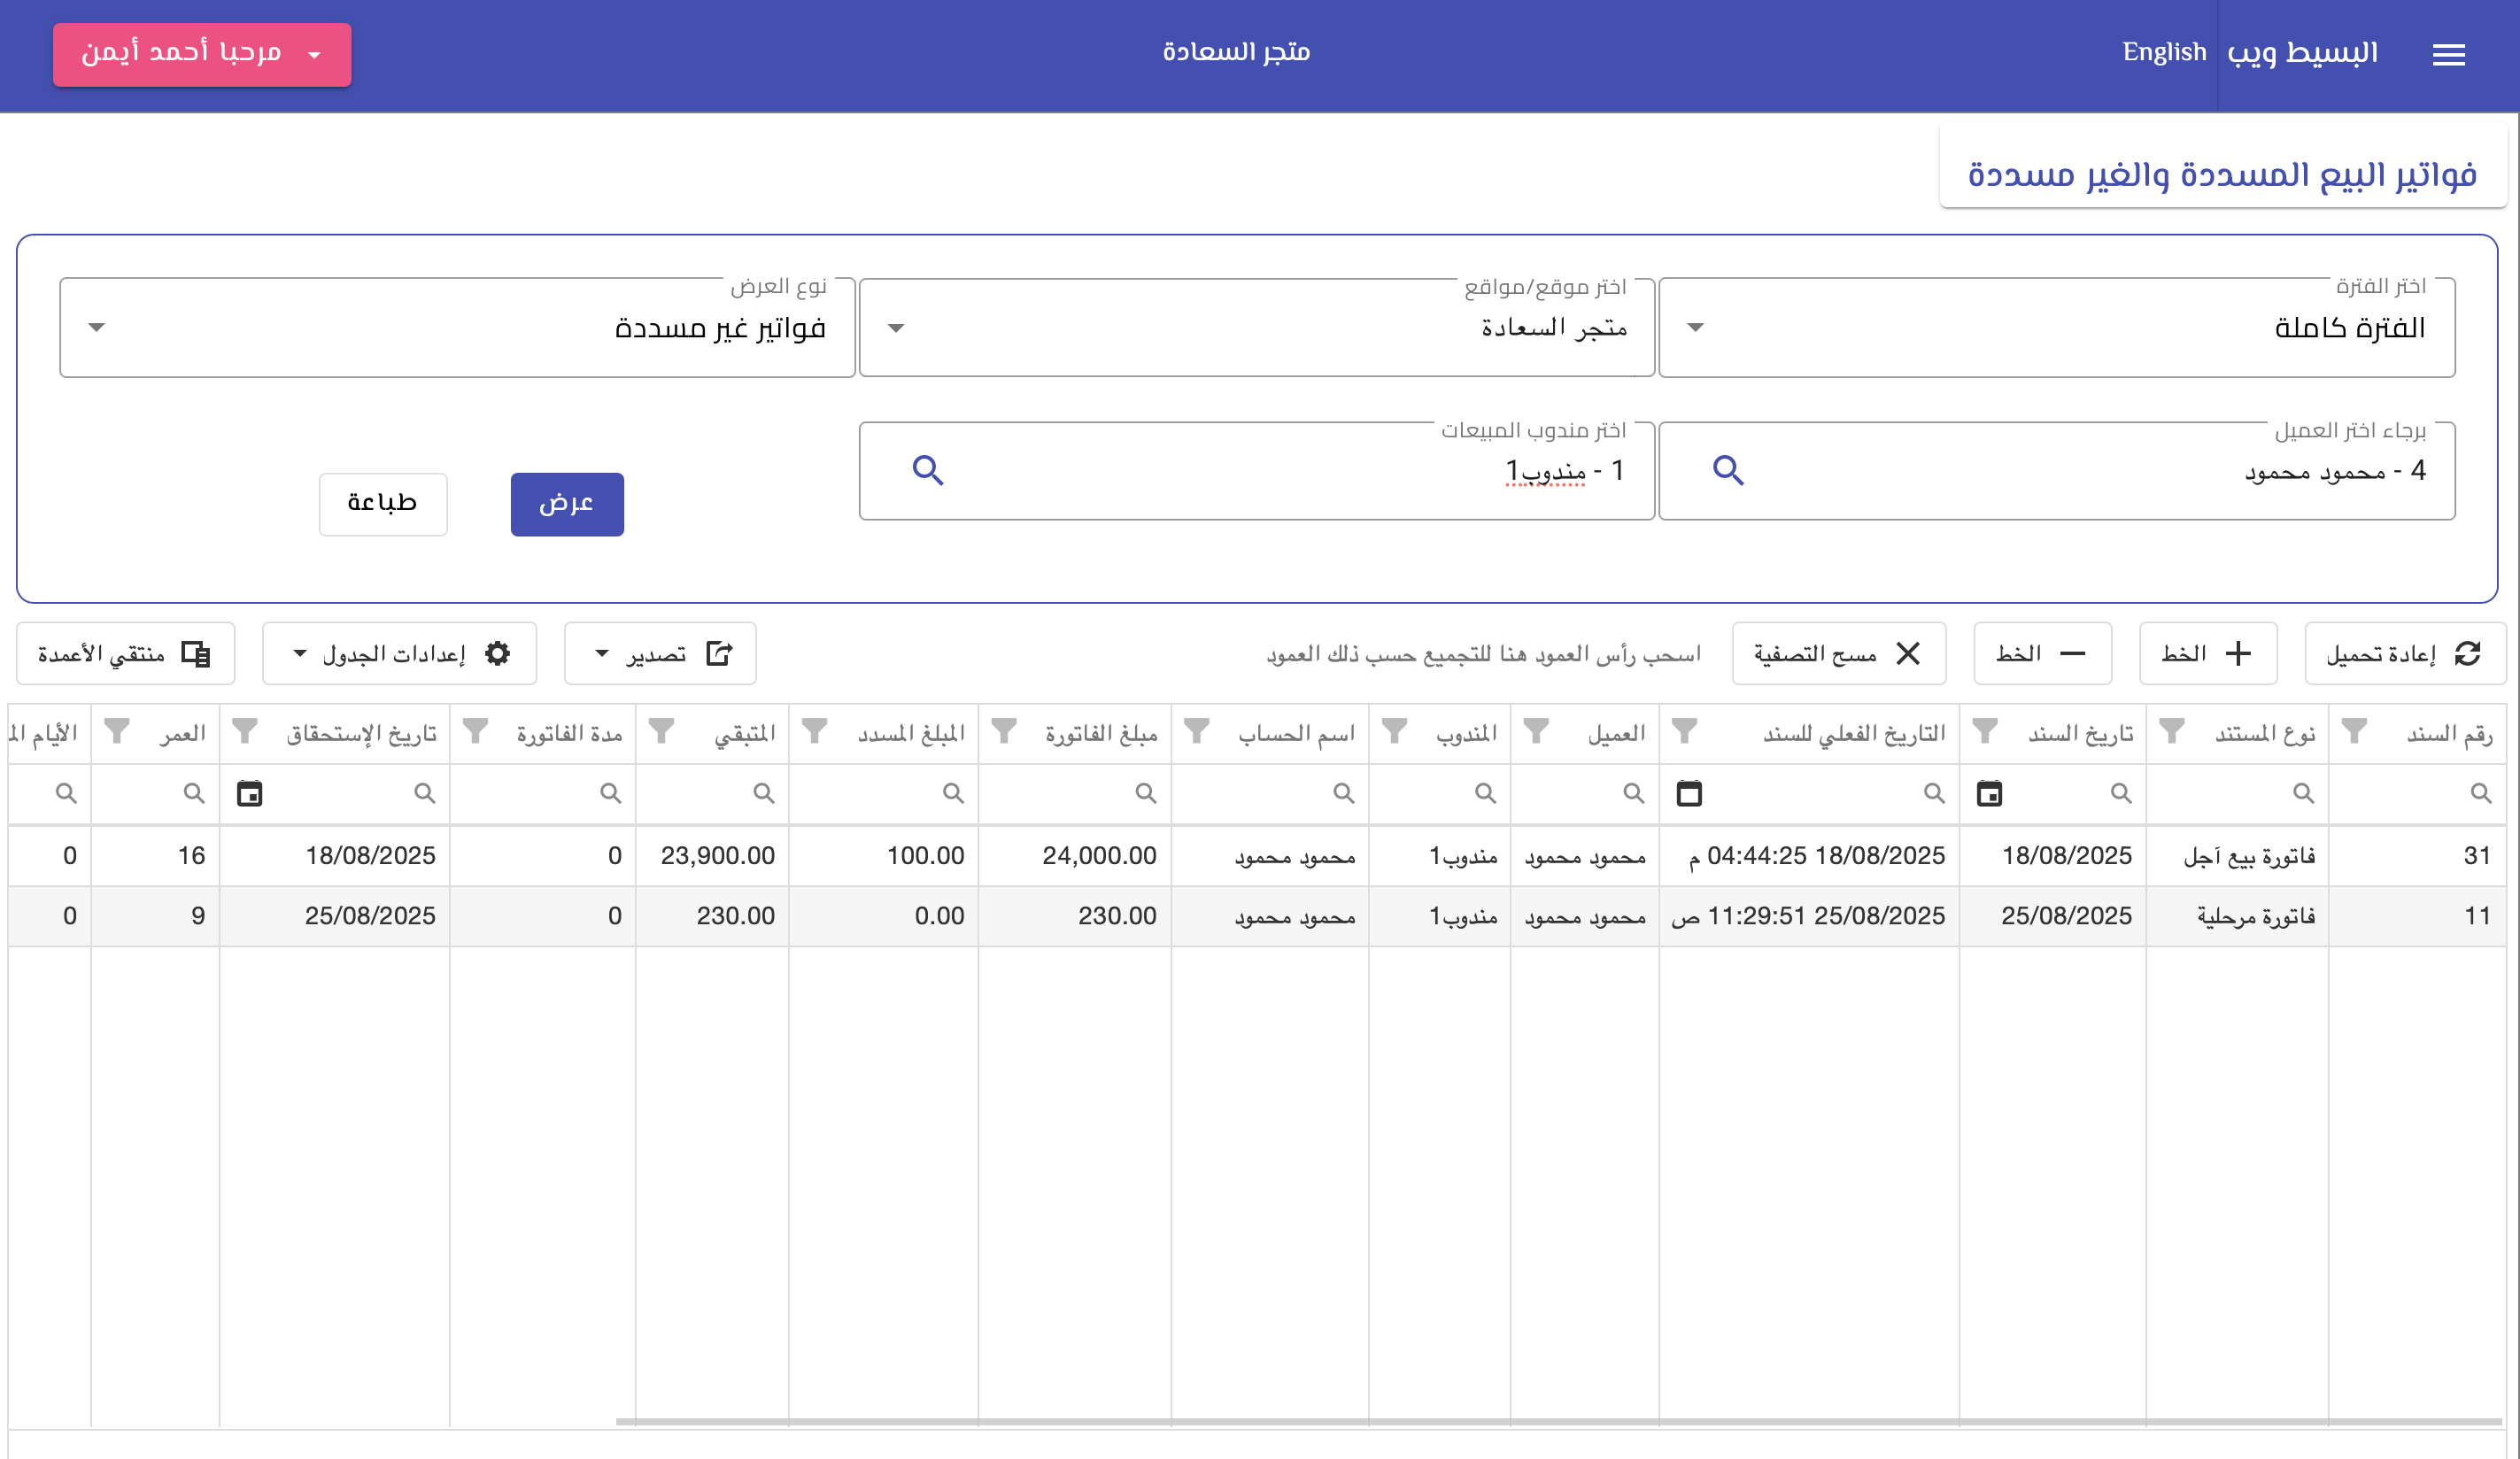 البسيط ويب English متجر السعادة مرحبا أحمد أيمن
فواتير البيع المسددة والغير مسددة
اختر الفترة اختر موقع/مواقع نوع العرض
الفترة كاملة متجر السعادة فواتير غير مسددة
برجاء اختر العميل اختر مندوب المبيعات
4 - محمود محمود 1 - مندوب1
عرض طباعة
إعادة تحميل الخط الخط مسح التصفية اسحب رأس العمود هنا للتجميع حسب ذلك العمود تصدير إعدادات الجدول منتقي الأعمدة
رقم السند نوع المستند تاريخ السند التاريخ الفعلي للسند العميل المندوب اسم الحساب مبلغ الفاتورة المبلغ المسدد المتبقي مدة الفاتورة تاريخ الإستحقاق العمر الأيام
31 فاتورة بيع آجل 18/08/2025 18/08/2025 04:44:25 م محمود محمود مندوب1 محمود محمود 24,000.00 100.00 23,900.00 0 18/08/2025 16 0
11 فاتورة مرحلية 25/08/2025 25/08/2025 11:29:51 ص محمود محمود مندوب1 محمود محمود 230.00 0.00 230.00 0 25/08/2025 9 0